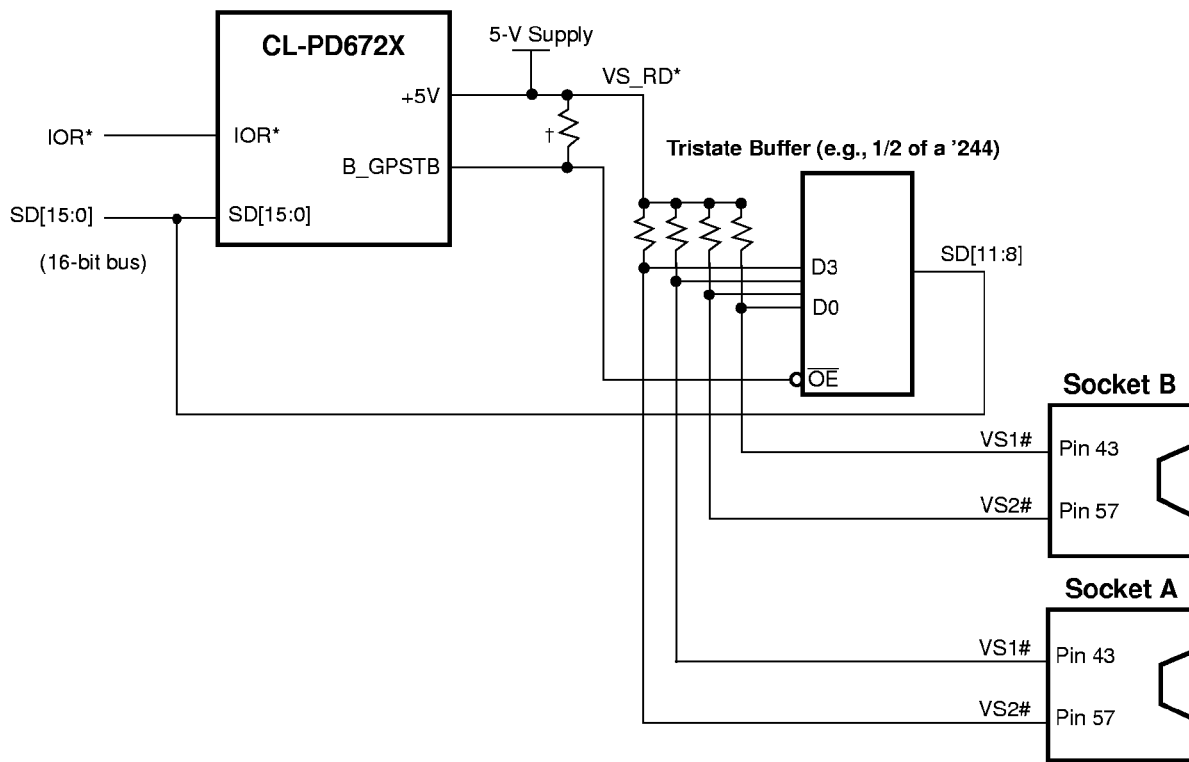 CL-PD672X
5-V Supply
VS_RD*
+5V
IOR*
IOR*
†
B_GPSTB
Tristate Buffer (e.g., 1/2 of a ’244)
SD[15:0]
SD[15:0]
(16-bit bus)
SD[11:8]
D3
D0
OE
Socket B
VS1#
Pin 43
VS2#
Pin 57
Socket A
VS1#
Pin 43
VS2#
Pin 57